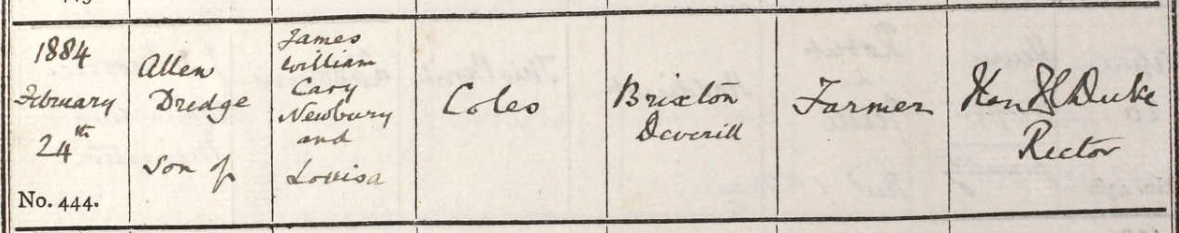 1884
February
24th
No. 444.
Allen
Dredge
Son of
James
William
Cary
Newbury
and
Louisa
Coles
Brixton
Deverill
Farmer
Duke
Rector